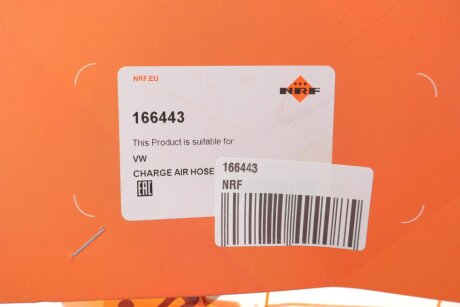 NRF.EU
NRF
166443
This Product is suitable for:
VW
CHARGE AIR HOSE
EAC
166443
NRF